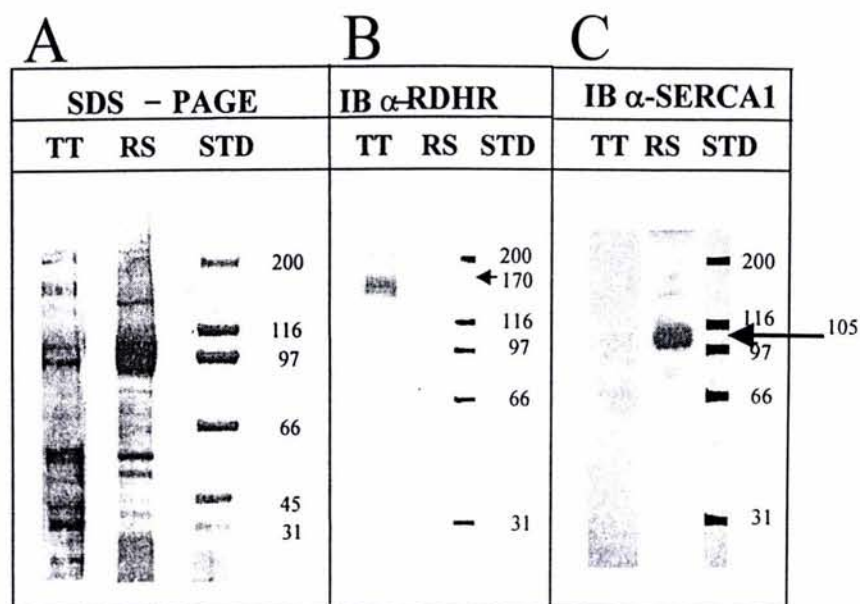 A
B
C
SDS – PAGE
IB α-RDHR
IB α-SERCA1
TT RS STD
TT RS STD
TT RS STD
200
116
97
66
45
31
200
170
116
97
66
31
200
116
105
97
66
31